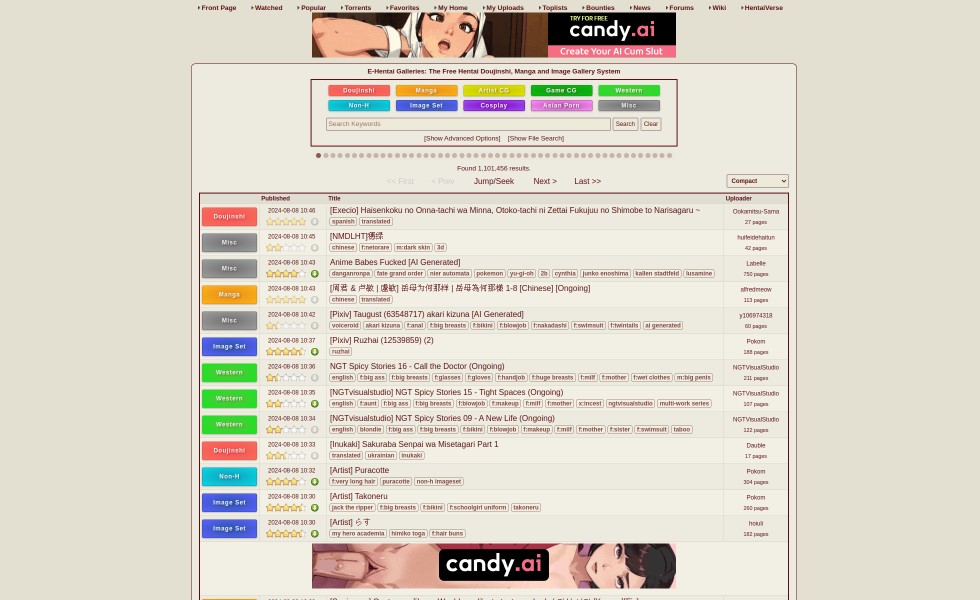 Front Page Watched Popular Torrents Favorites My Home My Uploads Toplists Bounties News Forums Wiki HentaiVerse
TRY FOR FREE
candy.ai
Create Your AI Cum Slut
E-Hentai Galleries: The Free Hentai Doujinshi, Manga and Image Gallery System
Doujinshi Manga Artist CG Game CG Western
Non-H Image Set Cosplay Asian Porn Misc
Search Keywords Search Clear
[Show Advanced Options] [Show File Search]
Found 1,101,456 results.
<< First < Prev Jump/Seek Next > Last >> Compact
Published Title Uploader
Doujinshi 2024-08-08 10:46 [Execio] Haisenkoku no Onna-tachi wa Minna, Otoko-tachi ni Zettai Fukujuu no Shimobe to Narisagaru ~ Ookamitsu-Sama
spanish translated 27 pages
Misc 2024-08-08 10:45 [NMDLHT] hulfeidehaitun
chinese f:netorare m:dark skin 3d 42 pages
Misc 2024-08-08 10:43 Anime Babes Fucked [AI Generated] Labelle
danganronpa fate grand order nier automata pokemon yu-gi-oh 2b cynthia junko enoshima kallen stadtfeld lusamine 750 pages
Manga 2024-08-08 10:43 [周君 & 卢敏 | 盧敏] 岳母为何那样 | 岳母為何那樣 1-8 [Chinese] [Ongoing] alfredmeow
chinese translated 113 pages
Misc 2024-08-08 10:42 [Pixiv] Taugust (63548717) akari kizuna [AI Generated] y106974318
voiceroid akari kizuna f:anal f:big breasts f:bikini f:blowjob f:nakadashi f:swimsuit f:twintails ai generated 60 pages
Image Set 2024-08-08 10:37 [Pixiv] Ruzhai (12539859) (2) Pokom
ruzhai 188 pages
Western 2024-08-08 10:36 NGT Spicy Stories 16 - Call the Doctor (Ongoing) NGTVisualStudio
english f:big ass f:big breasts f:glasses f:gloves f:handjob f:huge breasts f:milf f:mother f:wet clothes m:big penis 211 pages
Western 2024-08-08 10:35 [NGTvisualstudio] NGT Spicy Stories 15 - Tight Spaces (Ongoing) NGTVisualStudio
english f:aunt f:big ass f:big breasts f:blowjob f:makeup f:milf f:mother x:incest ngtvisualstudio multi-work series 107 pages
Western 2024-08-08 10:34 [NGTvisualstudio] NGT Spicy Stories 09 - A New Life (Ongoing) NGTVisualStudio
english blondie f:big ass f:big breasts f:bikini f:blowjob f:makeup f:milf f:mother f:sister f:swimsuit taboo 122 pages
Doujinshi 2024-08-08 10:33 [Inukaki] Sakuraba Senpai wa Misetagari Part 1 Dauble
translated ukrainian inukaki 17 pages
Non-H 2024-08-08 10:32 [Artist] Puracotte Pokom
f:very long hair puracotte non-h imageset 304 pages
Image Set 2024-08-08 10:30 [Artist] Takoneru Pokom
jack the ripper f:big breasts f:bikini f:schoolgirl uniform takoneru 260 pages
Image Set 2024-08-08 10:30 [Artist] らす hoiuli
my hero academia himiko toga f:hair buns 182 pages
candy.ai